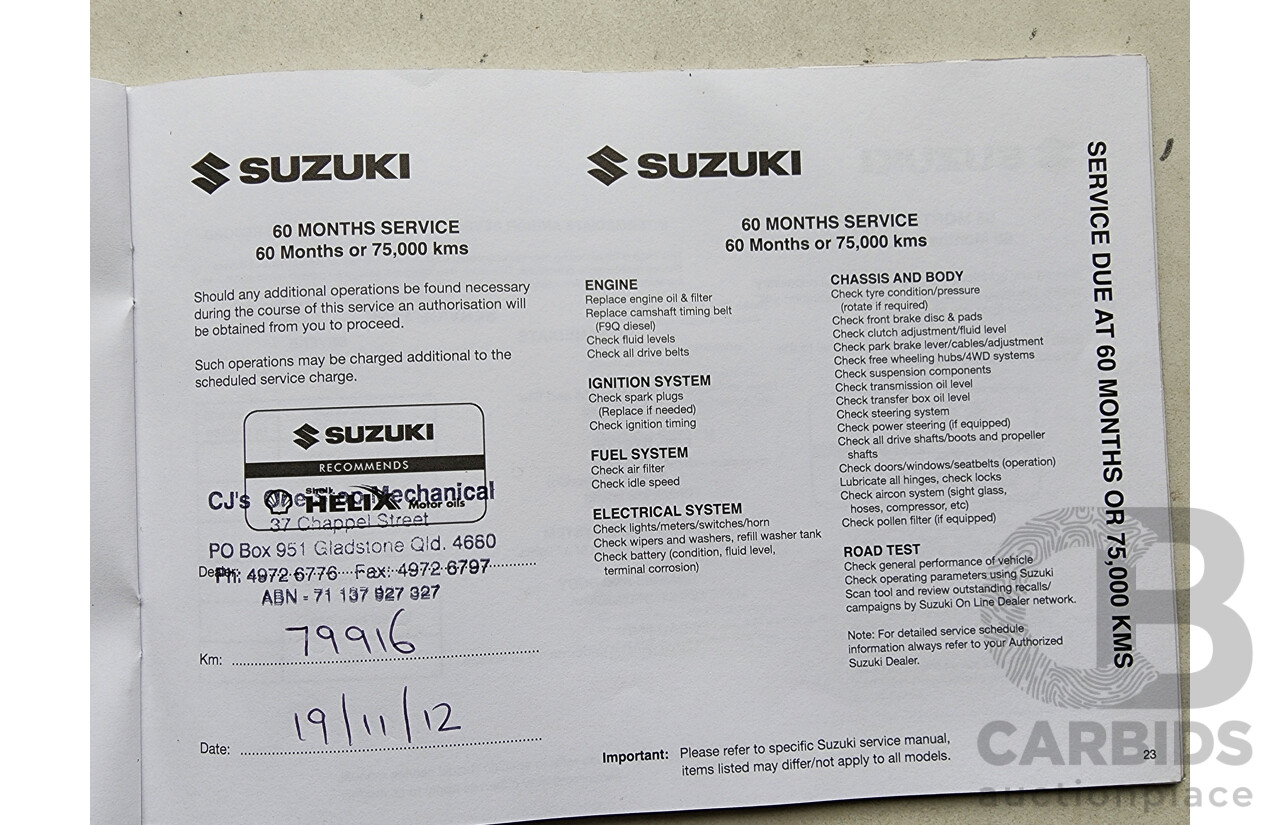 SUZUKI
60 MONTHS SERVICE
60 Months or 75,000 kms
Should any additional operations be found necessary
during the course of this service an authorisation will
be obtained from you to proceed.
Such operations may be charged additional to the
scheduled service charge.
SUZUKI
RECOMMENDS
Shell
HELIX Motor oils
CJ's Mechanical
37 Chappel Street
PO Box 951 Gladstone Qld. 4680
Dealer:
Ph: 4972 6776 Fax: 4972 6797
ABN - 71 137 927 327
Km: 79916
Date: 19/11/12
SUZUKI
60 MONTHS SERVICE
60 Months or 75,000 kms
ENGINE
Replace engine oil & filter
Replace camshaft timing belt
(F9Q diesel)
Check fluid levels
Check all drive belts
IGNITION SYSTEM
Check spark plugs
(Replace if needed)
Check ignition timing
FUEL SYSTEM
Check air filter
Check idle speed
ELECTRICAL SYSTEM
Check lights/meters/switches/horn
Check wipers and washers, refill washer tank
Check battery (condition, fluid level,
terminal corrosion)
CHASSIS AND BODY
Check tyre condition/pressure
(rotate if required)
Check front brake disc & pads
Check clutch adjustment/fluid level
Check park brake lever/cables/adjustment
Check free wheeling hubs/4WD systems
Check suspension components
Check transmission oil level
Check transfer box oil level
Check steering system
Check power steering (if equipped)
Check all drive shafts/boots and propeller
shafts
Check doors/windows/seatbelts (operation)
Lubricate all hinges, check locks
Check aircon system (sight glass,
hoses, compressor, etc)
Check pollen filter (if equipped)
ROAD TEST
Check general performance of vehicle
Check operating parameters using Suzuki
Scan tool and review outstanding recalls/
campaigns by Suzuki On Line Dealer network.
Note: For detailed service schedule
information always refer to your Authorized
Suzuki Dealer.
Important: Please refer to specific Suzuki service manual,
items listed may differ/not apply to all models.
SERVICE DUE AT 60 MONTHS OR 75,000 KMS
23
CB
CARBIDS
auctionplace